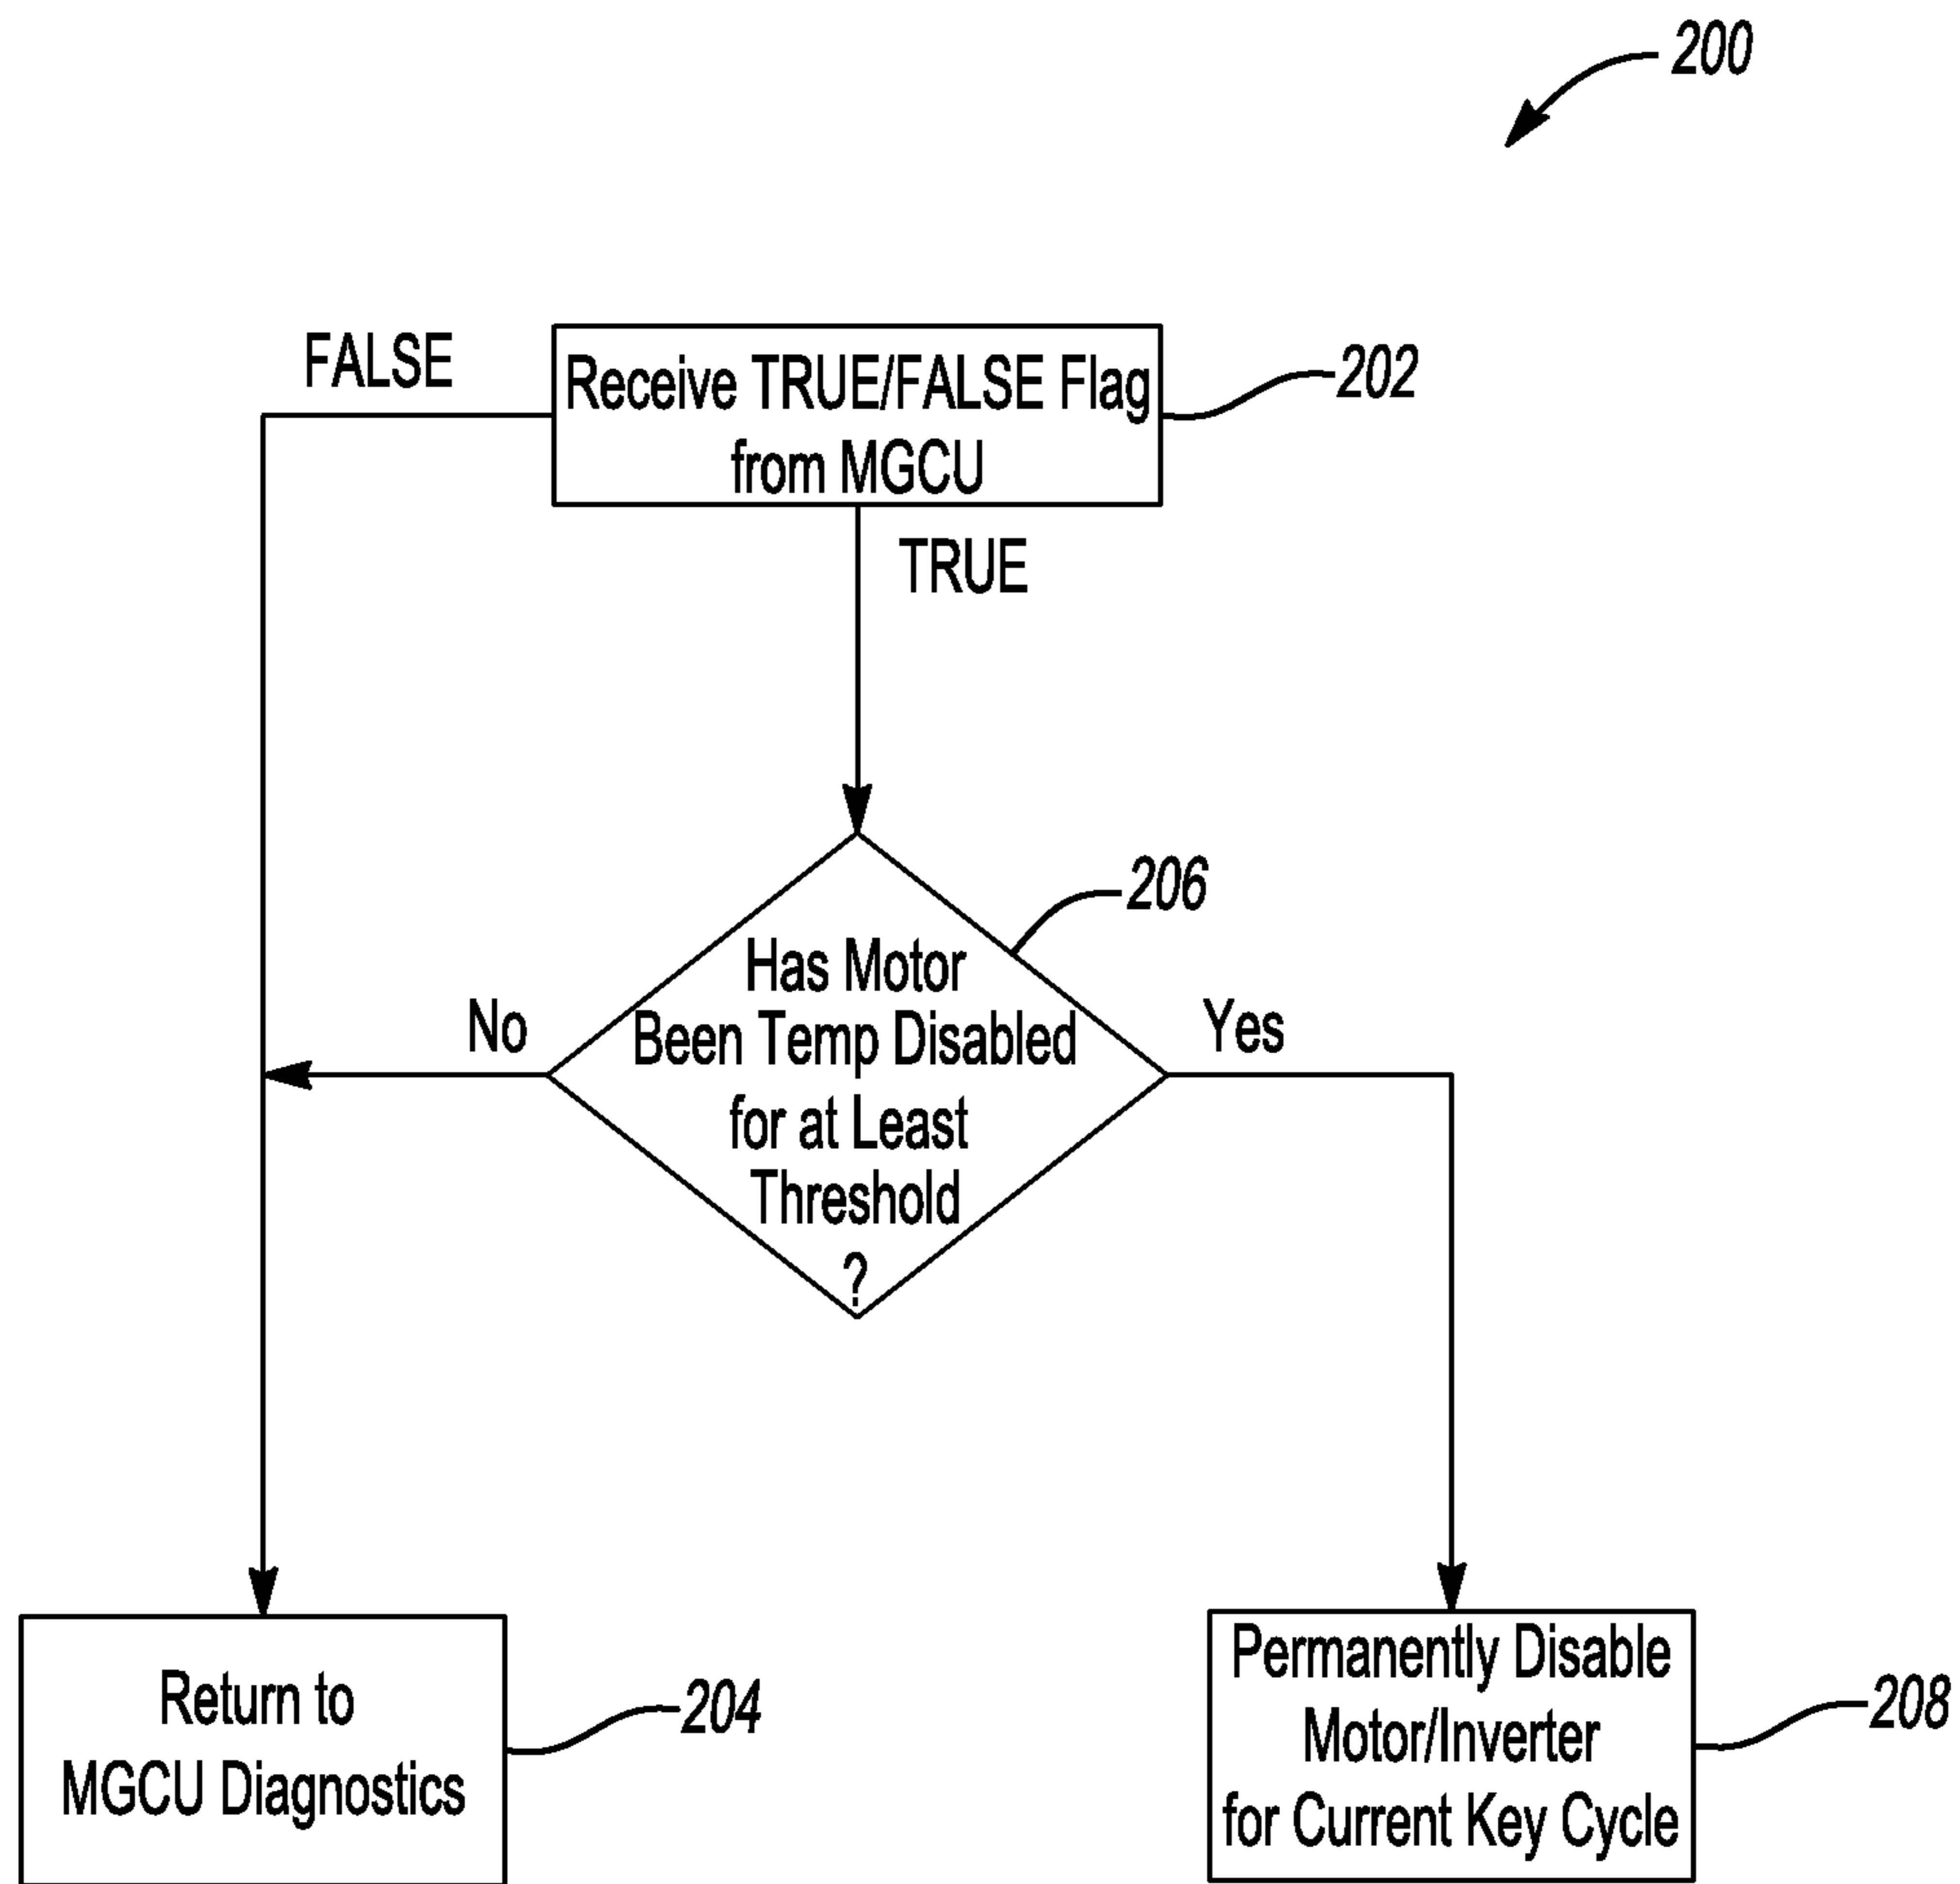 200
FALSE
Receive TRUE/FALSE Flag
from MGCU
202
TRUE
206
Has Motor
Been Temp Disabled
for at Least
Threshold
?
No
Yes
Return to
MGCU Diagnostics
204
Permanently Disable
Motor/Inverter
for Current Key Cycle
208